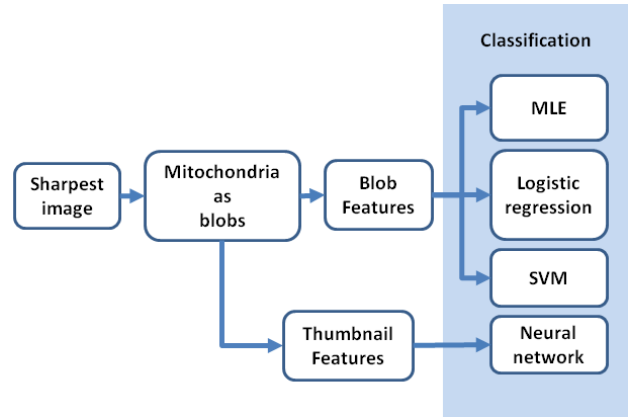 Classification
MLE
Sharpest
image
Mitochondria
as
blobs
Blob
Features
Logistic
regression
SVM
Thumbnail
Features
Neural
network